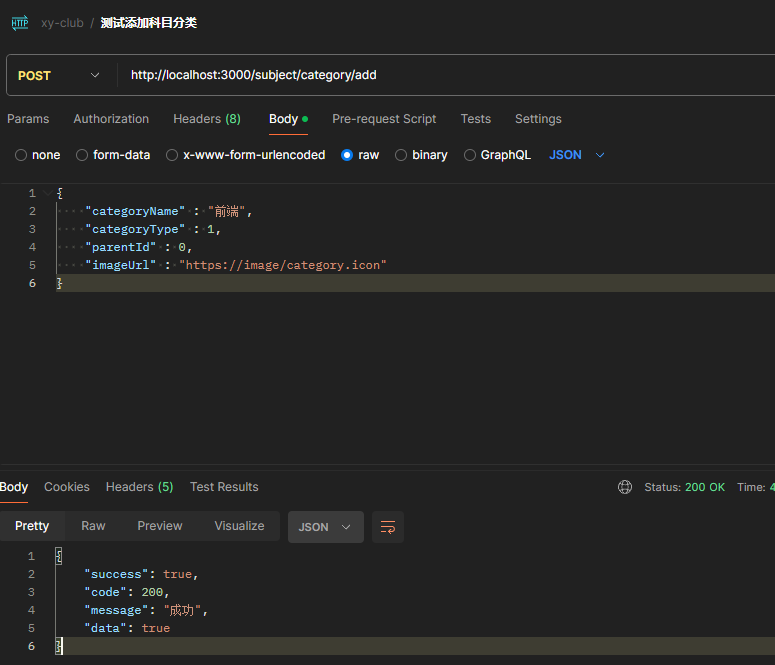 HTTP xy-club / 测试添加科目分类
POST http://localhost:3000/subject/category/add
Params Authorization Headers (8) Body Pre-request Script Tests Settings
none form-data x-www-form-urlencoded raw binary GraphQL JSON
1 {
2 "categoryName" : "前端",
3 "categoryType" : 1,
4 "parentId" : 0,
5 "imageUrl" : "https://image/category.icon"
6 }
Body Cookies Headers (5) Test Results Status: 200 OK Time: 4
Pretty Raw Preview Visualize JSON
1 {
2 "success": true,
3 "code": 200,
4 "message": "成功",
5 "data": true
6 }